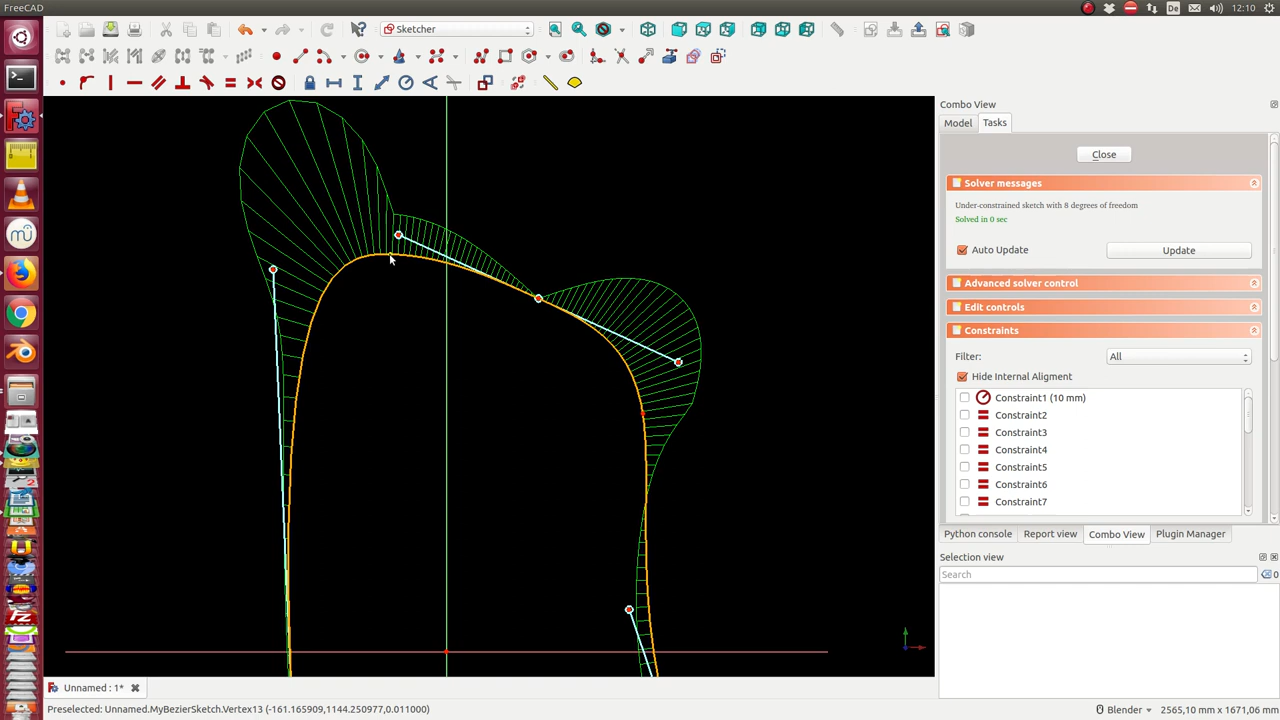 FreeCAD
De
12:10
Sketcher
Combo View
Model
Tasks
Close
Solver messages
Under-constrained sketch with 8 degrees of freedom
Solved in 0 sec
Auto Update
Update
Advanced solver control
Edit controls
Constraints
Filter:
All
Hide Internal Aligment
Constraint1 (10 mm)
Constraint2
Constraint3
Constraint4
Constraint5
Constraint6
Constraint7
Python console
Report view
Combo View
Plugin Manager
Selection view
Search
0
Unnamed : 1*
Preselected: Unnamed.MyBezierSketch.Vertex13 (-161.165909,1144.250977,0.011000)
Blender
2565,10 mm x 1671,06 mm